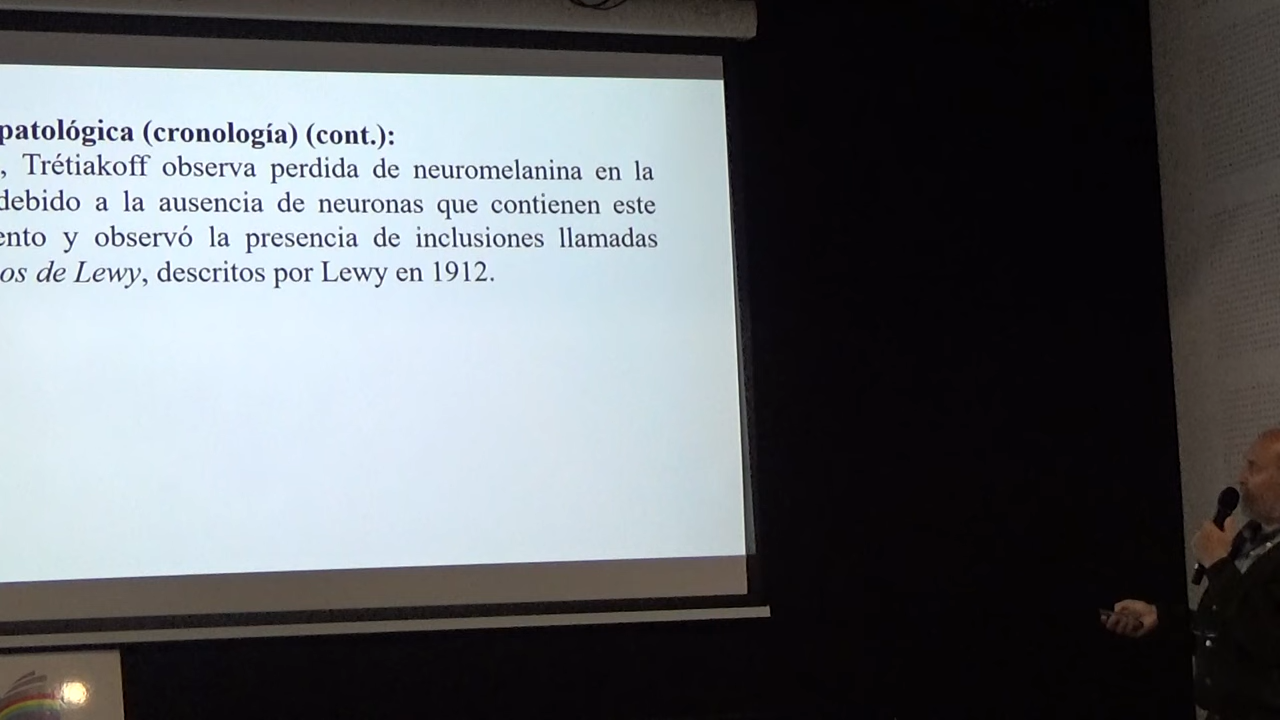 patológica (cronología) (cont.):
, Trétiakoff observa perdida de neuromelanina en la
debido a la ausencia de neuronas que contienen este
ento y observó la presencia de inclusiones llamadas
os de Lewy, descritos por Lewy en 1912.